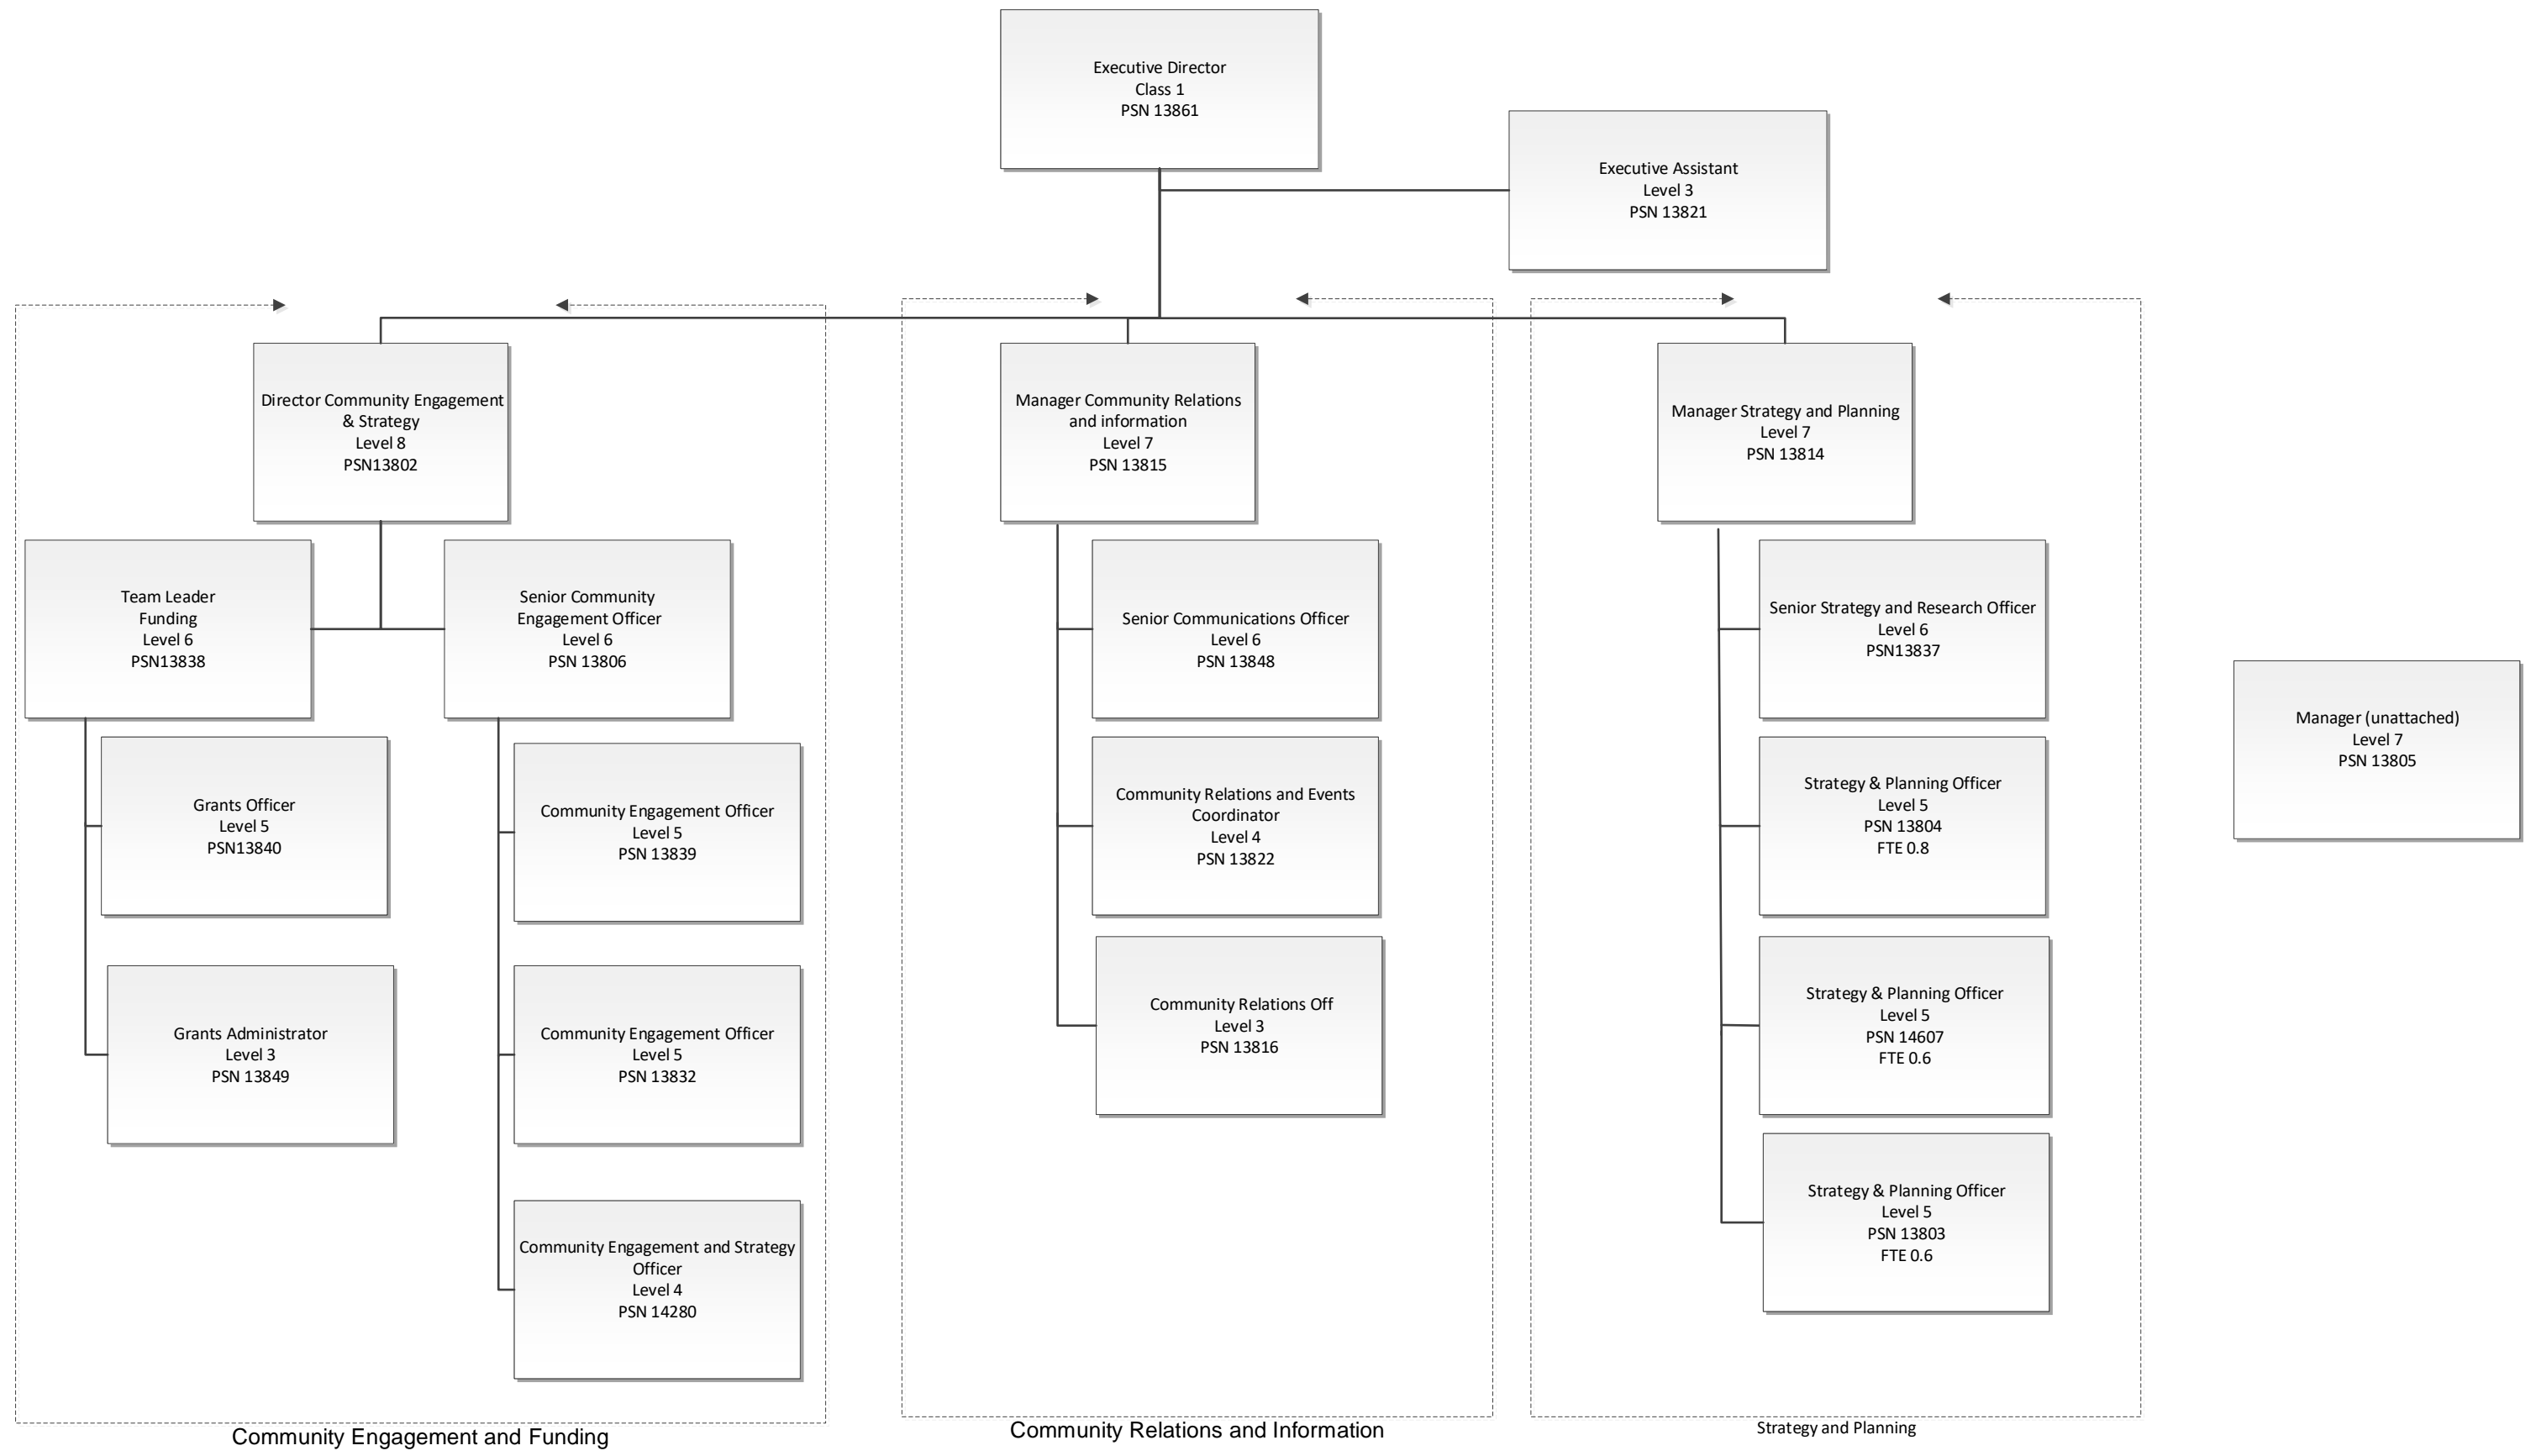 Executive Director
Class 1
PSN 13861
Executive Assistant
Level 3
PSN 13821
Director Community Engagement
& Strategy
Level 8
PSN13802
Manager Community Relations
and information
Level 7
PSN 13815
Manager Strategy and Planning
Level 7
PSN 13814
Team Leader
Funding
Level 6
PSN13838
Senior Community
Engagement Officer
Level 6
PSN 13806
Senior Communications Officer
Level 6
PSN 13848
Senior Strategy and Research Officer
Level 6
PSN13837
Manager (unattached)
Level 7
PSN 13805
Grants Officer
Level 5
PSN13840
Community Engagement Officer
Level 5
PSN 13839
Community Relations and Events
Coordinator
Level 4
PSN 13822
Strategy & Planning Officer
Level 5
PSN 13804
FTE 0.8
Grants Administrator
Level 3
PSN 13849
Community Engagement Officer
Level 5
PSN 13832
Community Relations Off
Level 3
PSN 13816
Strategy & Planning Officer
Level 5
PSN 14607
FTE 0.6
Community Engagement and Strategy
Officer
Level 4
PSN 14280
Strategy & Planning Officer
Level 5
PSN 13803
FTE 0.6
Community Engagement and Funding
Community Relations and Information
Strategy and Planning